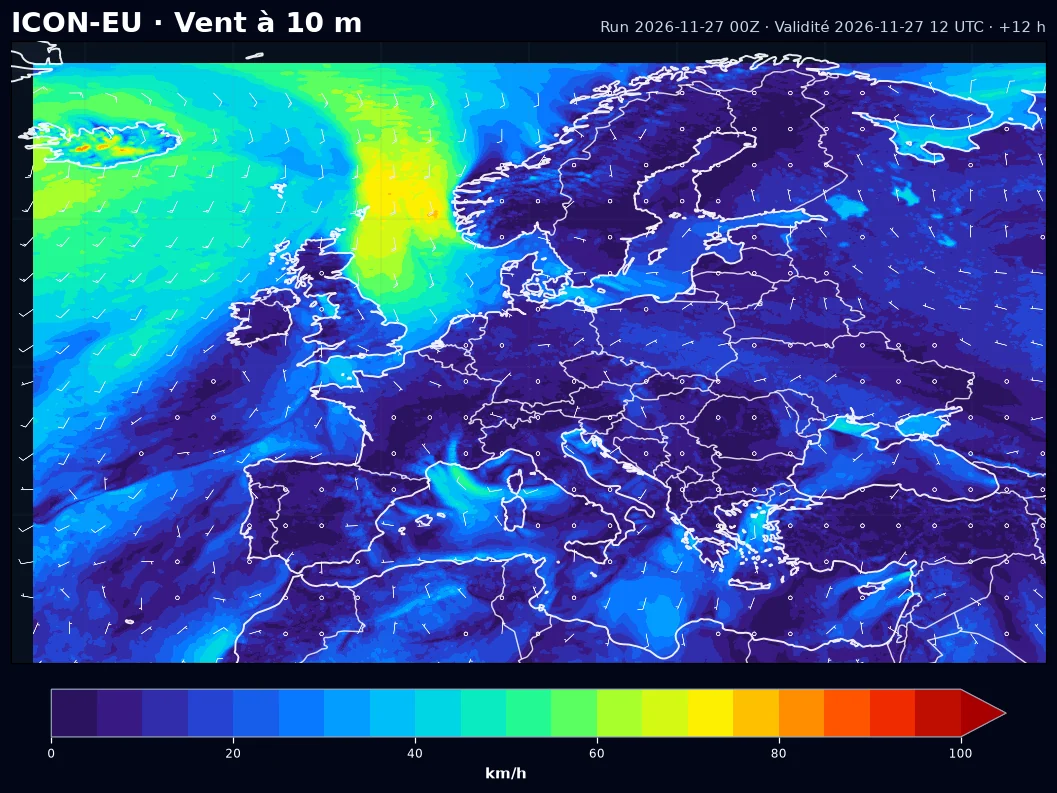 ICON-EU · Vent à 10 m
Run 2026-11-27 00Z · Validité 2026-11-27 12 UTC · +12 h
0 20 40 60 80 100
km/h